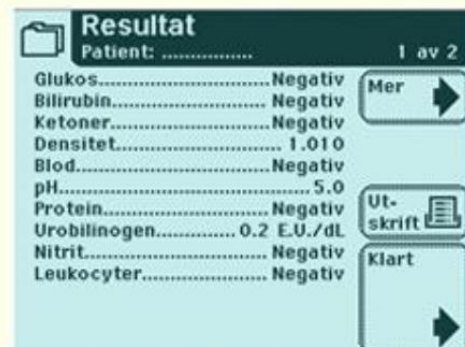 Resultat
Patient: ................
1 av 2
Glukos........................Negativ
Bilirubin...................... Negativ
Ketoner......................Negativ
Densitet....................... 1.010
Blod...........................Negativ
pH..................................5.0
Protein....................... Negativ
Urobilinogen............. 0.2 E.U./dL
Nitrit..........................Negativ
Leukocyter................. Negativ
Mer
Ut-
skrift
Klart